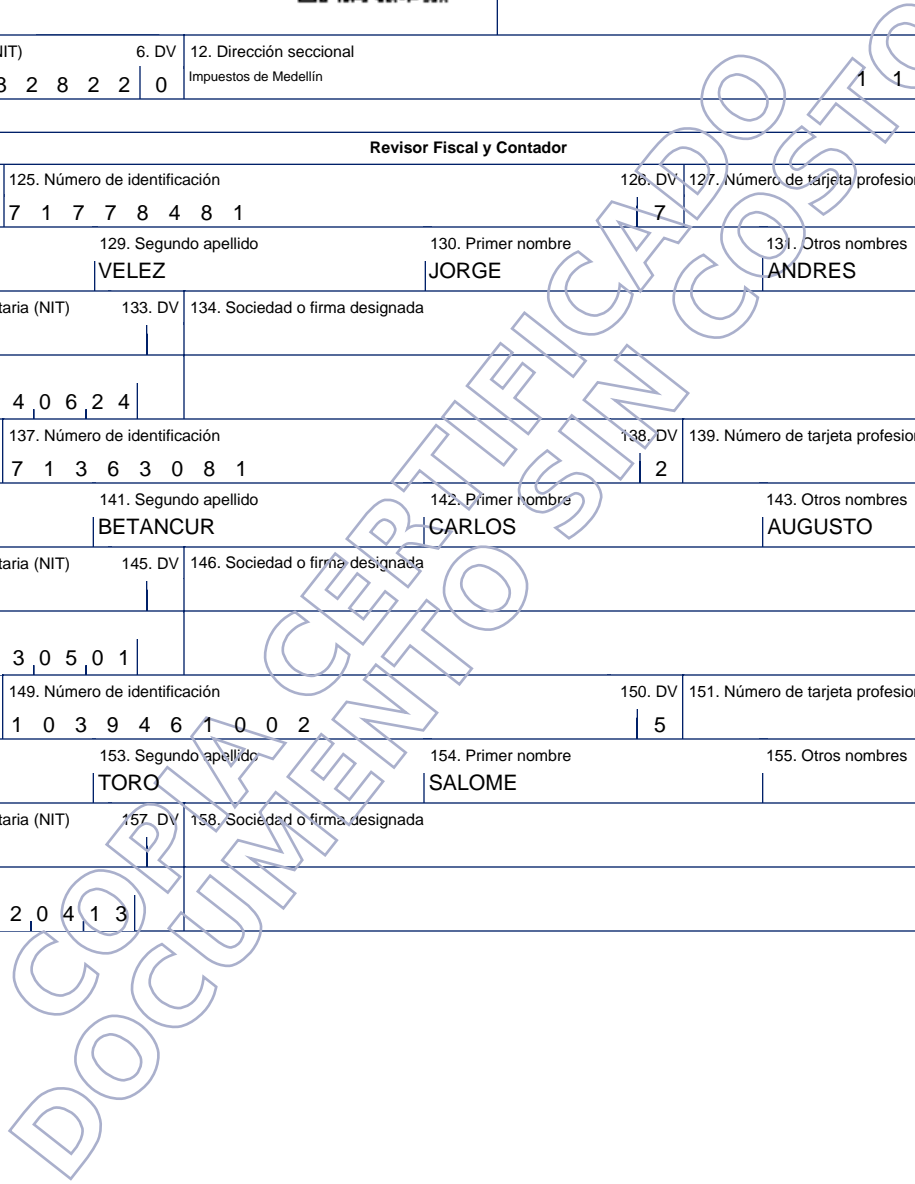 IIT) 6. DV 12. Dirección seccional
3 2 8 2 2 0 Impuestos de Medellín 1 1
Revisor Fiscal y Contador
125. Número de identificación 126. DV 127. Número de tarjeta profesion
7 1 7 7 8 4 8 1 7
129. Segundo apellido 130. Primer nombre 131. Otros nombres
VELEZ JORGE ANDRES
taria (NIT) 133. DV 134. Sociedad o firma designada
4 0 6 2 4
137. Número de identificación 138. DV 139. Número de tarjeta profesion
7 1 3 6 3 0 8 1 2
141. Segundo apellido 142. Primer nombre 143. Otros nombres
BETANCUR CARLOS AUGUSTO
taria (NIT) 145. DV 146. Sociedad o firma designada
3 0 5 0 1
149. Número de identificación 150. DV 151. Número de tarjeta profesion
1 0 3 9 4 6 1 0 0 2 5
153. Segundo apellido 154. Primer nombre 155. Otros nombres
TORO SALOME
taria (NIT) 157. DV 158. Sociedad o firma designada
2 0 4 1 3
COPIA CERTIFICADO
DOCUMENTO SIN COSTO